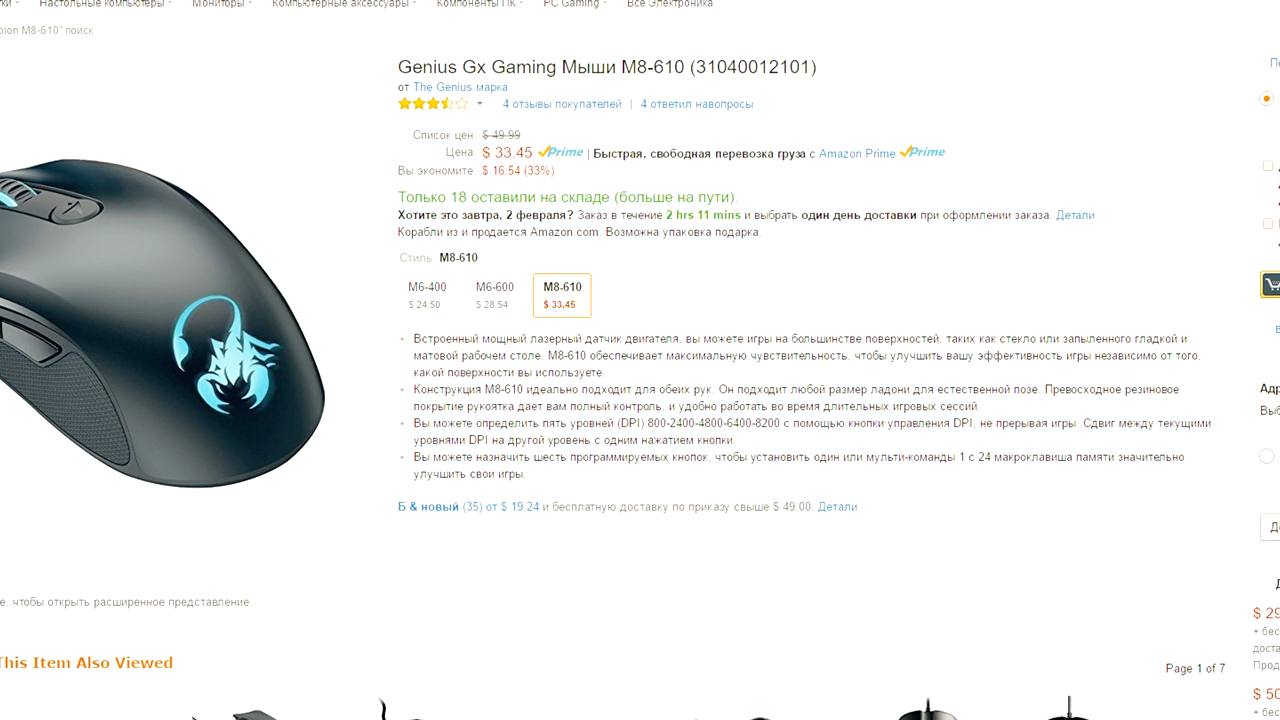 Настольные компьютеры
Мониторы
Компьютерные аксессуары
Компоненты ПК
PC Gaming
Все Электроника
M8-610" поиск
Genius Gx Gaming Мыши M8-610 (31040012101)
от The Genius марка
4 отзывы покупателей | 4 ответил навопросы
Список цен: $ 49.99
Цена: $ 33.45 Prime | Быстрая, свободная перевозка груза с Amazon Prime Prime
Вы экономите: $ 16.54 (33%)
Только 18 оставили на складе (больше на пути).
Хотите это завтра, 2 февраля? Заказ в течение 2 hrs 11 mins и выбрать один день доставки при оформлении заказа. Детали
Корабли из и продается Amazon.com. Возможна упаковка подарка.
Стиль: M8-610
M6-400 M6-600 M8-610
$ 24.50 $ 28.54 $ 33,45
Встроенный мощный лазерный датчик двигателя, вы можете игры на большинстве поверхностей, таких как стекло или запыленного гладкой и
матовой рабочем столе. M8-610 обеспечивает максимальную чувствительность, чтобы улучшить вашу эффективность игры независимо от того,
какой поверхности вы используете.
Конструкция M8-610 идеально подходит для обеих рук. Он подходит любой размер ладони для естественной позе. Превосходное резиновое
покрытие рукоятка дает вам полный контроль, и удобно работать во время длительных игровых сессий.
Вы можете определить пять уровней (DPI) 800-2400-4800-6400-8200 с помощью кнопки управления DPI, не прерывая игры. Сдвиг между текущими
уровнями DPI на другой уровень с одним нажатием кнопки.
Вы можете назначить шесть программируемых кнопок, чтобы установить один или мульти-команды 1 с 24 макроклавиша памяти значительно
улучшить свои игры.
Б & новый (35) от $ 19.24 и бесплатную доставку по приказу свыше $ 49.00. Детали
чтобы открыть расширенное представление
This Item Also Viewed
Page 1 of 7